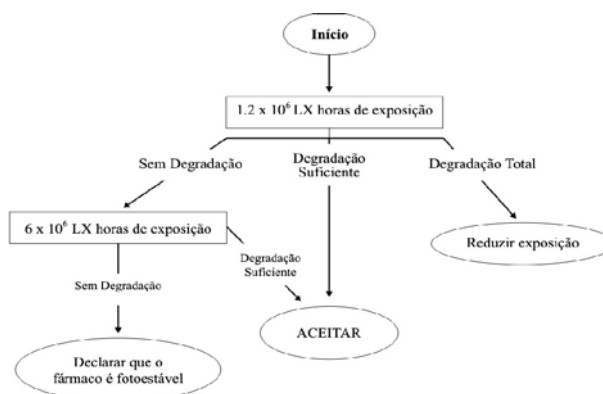 Início
1.2 x 10⁶ LX horas de exposição
Sem Degradação
Degradação
Suficiente
Degradação Total
6 x 10⁶ LX horas de exposição
Reduzir exposição
Degradação
Suficiente
Sem Degradação
ACEITAR
Declarar que o
fármaco é fotoestável